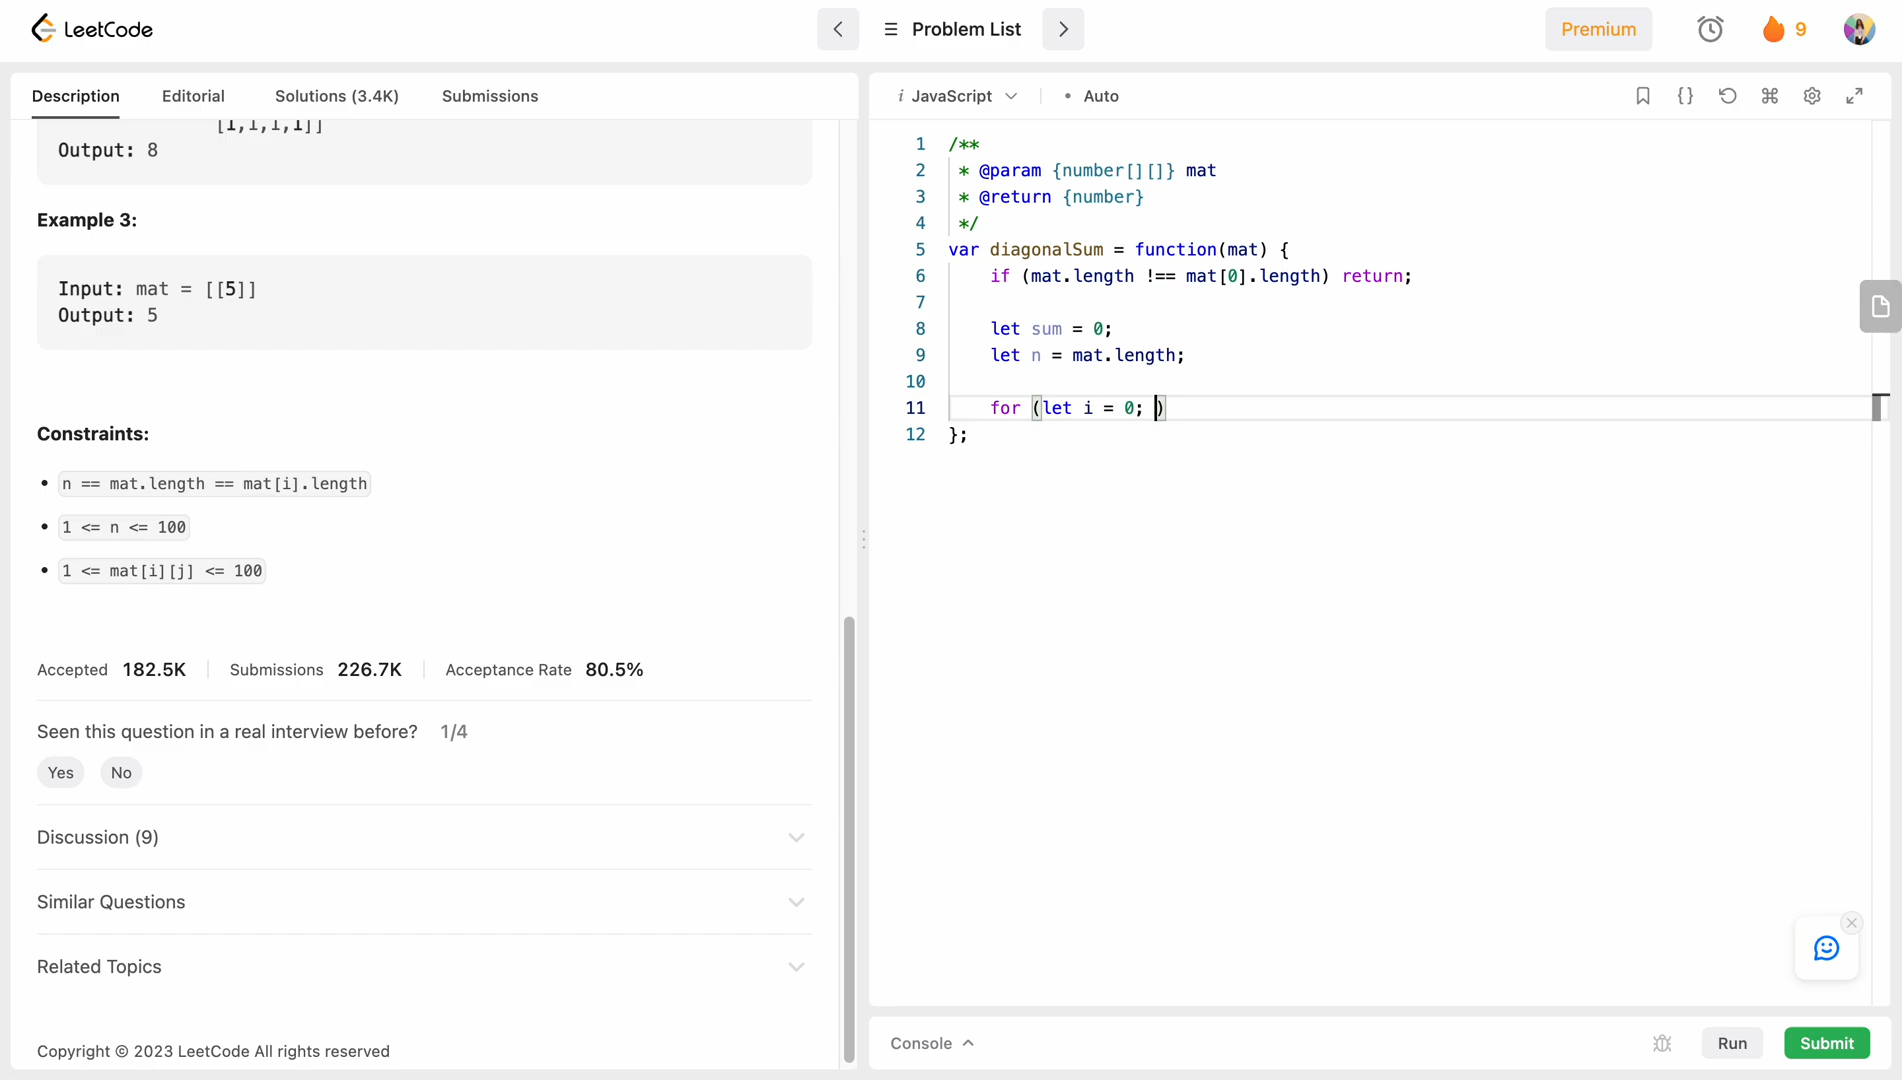 LeetCode
Problem List
Premium
9
Description Editorial Solutions (3.4K) Submissions
[1,1,1,1]]
Output: 8
Example 3:
Input: mat = [[5]]
Output: 5
Constraints:
• n == mat.length == mat[i].length
• 1 <= n <= 100
• 1 <= mat[i][j] <= 100
Accepted 182.5K Submissions 226.7K Acceptance Rate 80.5%
Seen this question in a real interview before? 1/4
Yes No
Discussion (9)
Similar Questions
Related Topics
Copyright © 2023 LeetCode All rights reserved
i JavaScript • Auto
1 /**
2 * @param {number[][]} mat
3 * @return {number}
4 */
5 var diagonalSum = function(mat) {
6 if (mat.length !== mat[0].length) return;
7
8 let sum = 0;
9 let n = mat.length;
10
11 for (let i = 0; )
12 };
Console
Run
Submit